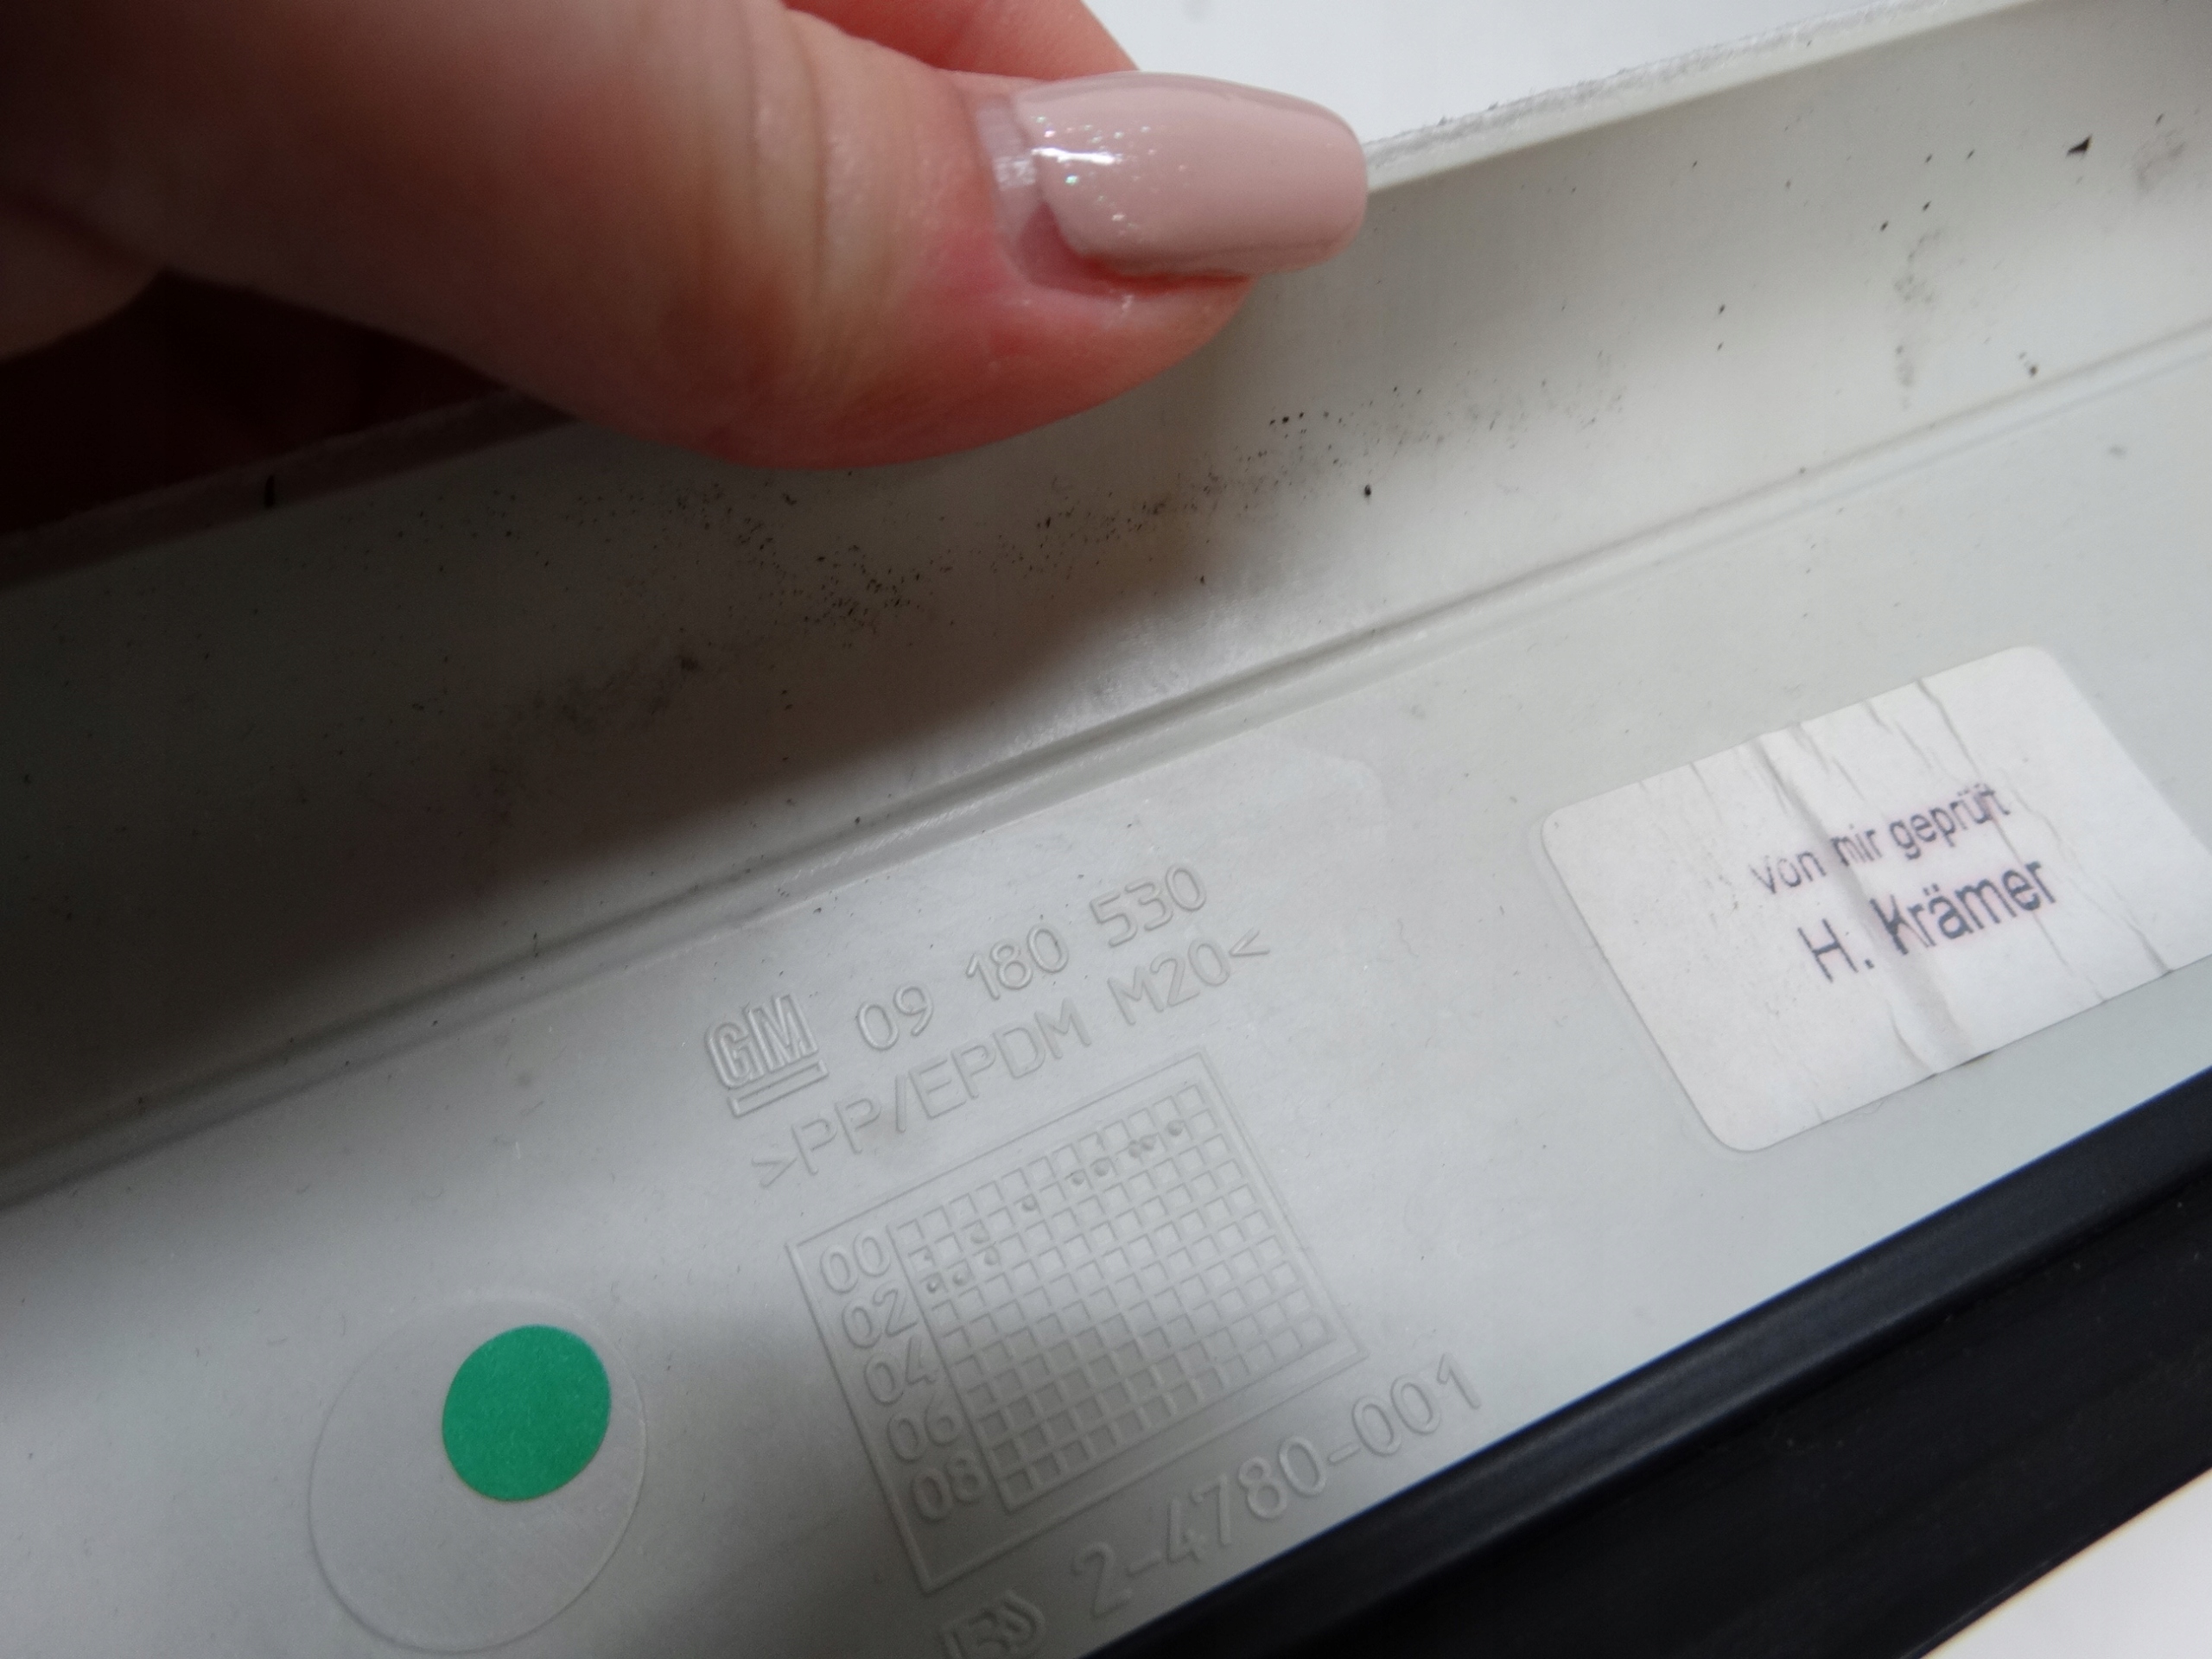 GM 09 180 530
>PP/EPDM M20<
00
02
04
06
08
2-4780-001
Von mir geprüft
H. Krämer